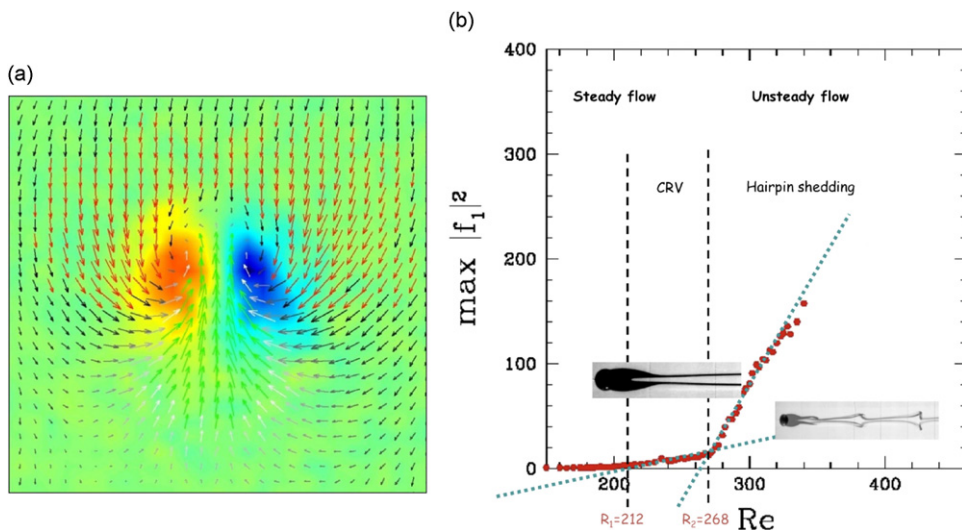 (a)
(b)
400
300
200
100
0
max |f₁|²
Steady flow
Unsteady flow
CRV
Hairpin shedding
200
300
400
R₁=212
R₂=268
Re